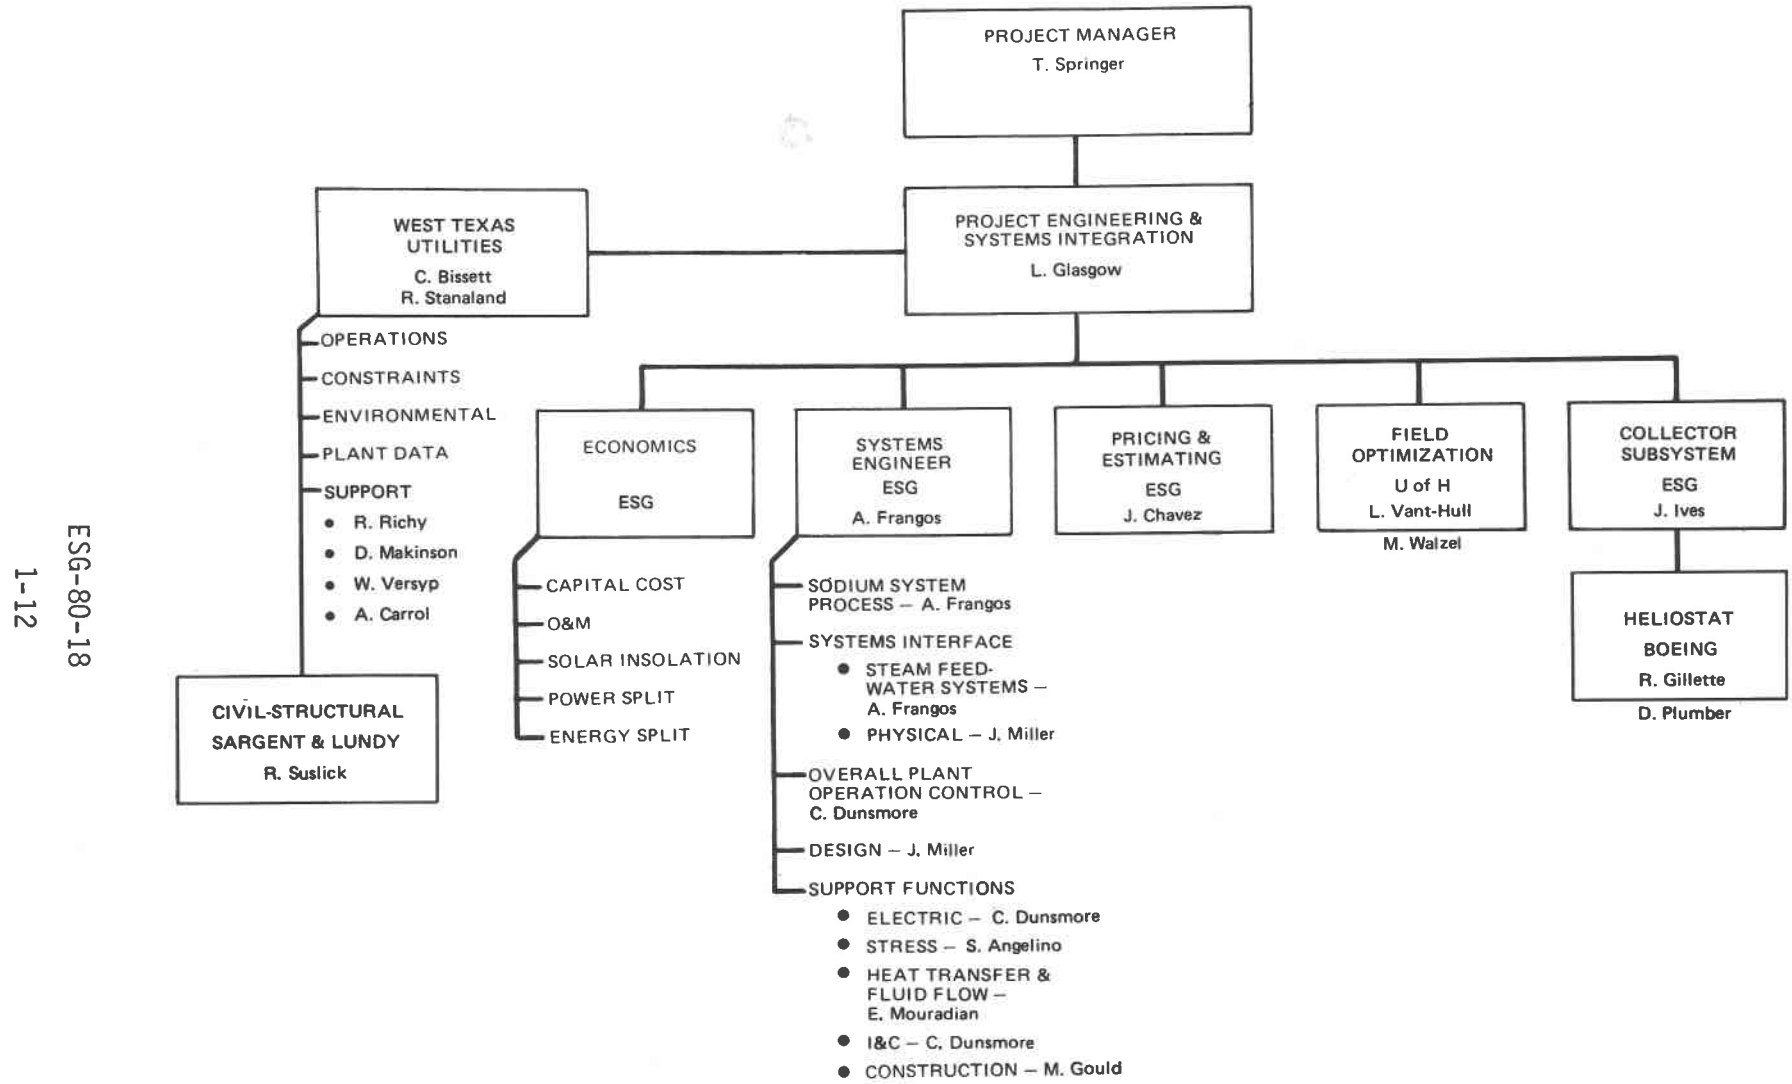 PROJECT MANAGER
T. Springer
WEST TEXAS
UTILITIES
C. Bissett
R. Stanaland
PROJECT ENGINEERING &
SYSTEMS INTEGRATION
L. Glasgow
OPERATIONS
CONSTRAINTS
ENVIRONMENTAL
PLANT DATA
SUPPORT
● R. Richy
● D. Makinson
● W. Versyp
● A. Carrol
CIVIL-STRUCTURAL
SARGENT & LUNDY
R. Suslick
ECONOMICS
ESG
CAPITAL COST
O&M
SOLAR INSOLATION
POWER SPLIT
ENERGY SPLIT
SYSTEMS
ENGINEER
ESG
A. Frangos
SODIUM SYSTEM
PROCESS – A. Frangos
SYSTEMS INTERFACE
● STEAM FEED-
WATER SYSTEMS –
A. Frangos
● PHYSICAL – J. Miller
OVERALL PLANT
OPERATION CONTROL –
C. Dunsmore
DESIGN – J. Miller
SUPPORT FUNCTIONS
● ELECTRIC – C. Dunsmore
● STRESS – S. Angelino
● HEAT TRANSFER &
FLUID FLOW –
E. Mouradian
● I&C – C. Dunsmore
● CONSTRUCTION – M. Gould
PRICING &
ESTIMATING
ESG
J. Chavez
FIELD
OPTIMIZATION
U of H
L. Vant-Hull
M. Walzel
COLLECTOR
SUBSYSTEM
ESG
J. Ives
HELIOSTAT
BOEING
R. Gillette
D. Plumber
ESG-80-18
1-12